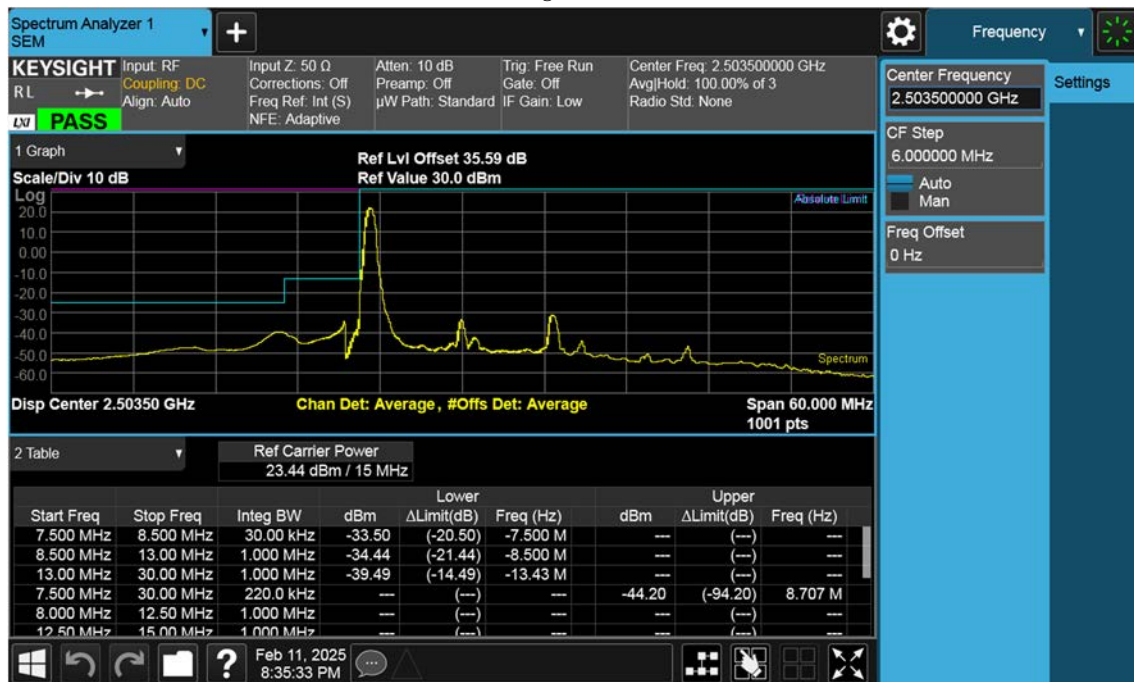 Spectrum Analyzer 1
SEM
+
Frequency
KEYSIGHT
RL
LXI PASS
Input: RF
Coupling: DC
Align: Auto
Input Z: 50 Ω
Corrections: Off
Freq Ref: Int (S)
NFE: Adaptive
Atten: 10 dB
Preamp: Off
µW Path: Standard
Trig: Free Run
Gate: Off
IF Gain: Low
Center Freq: 2.503500000 GHz
Avg|Hold: 100.00% of 3
Radio Std: None
Center Frequency
2.503500000 GHz
Settings
CF Step
6.000000 MHz
Auto
Man
Freq Offset
0 Hz
1 Graph
Scale/Div 10 dB
Ref Lvl Offset 35.59 dB
Ref Value 30.0 dBm
Log
20.0
10.0
0.00
-10.0
-20.0
-30.0
-40.0
-50.0
-60.0
Absolute Limit
Spectrum
Disp Center 2.50350 GHz
Chan Det: Average, #Offs Det: Average
Span 60.000 MHz
1001 pts
2 Table
Ref Carrier Power
23.44 dBm / 15 MHz
Lower Upper
Start Freq Stop Freq Integ BW dBm ΔLimit(dB) Freq (Hz) dBm ΔLimit(dB) Freq (Hz)
7.500 MHz 8.500 MHz 30.00 kHz -33.50 (-20.50) -7.500 M --- (---) ---
8.500 MHz 13.00 MHz 1.000 MHz -34.44 (-21.44) -8.500 M --- (---) ---
13.00 MHz 30.00 MHz 1.000 MHz -39.49 (-14.49) -13.43 M --- (---) ---
7.500 MHz 30.00 MHz 220.0 kHz --- (---) --- -44.20 (-94.20) 8.707 M
8.000 MHz 12.50 MHz 1.000 MHz --- (---) --- --- (---) ---
12.50 MHz 15.00 MHz 1.000 MHz --- (---) --- --- (---) ---
?
Feb 11, 2025
8:35:33 PM